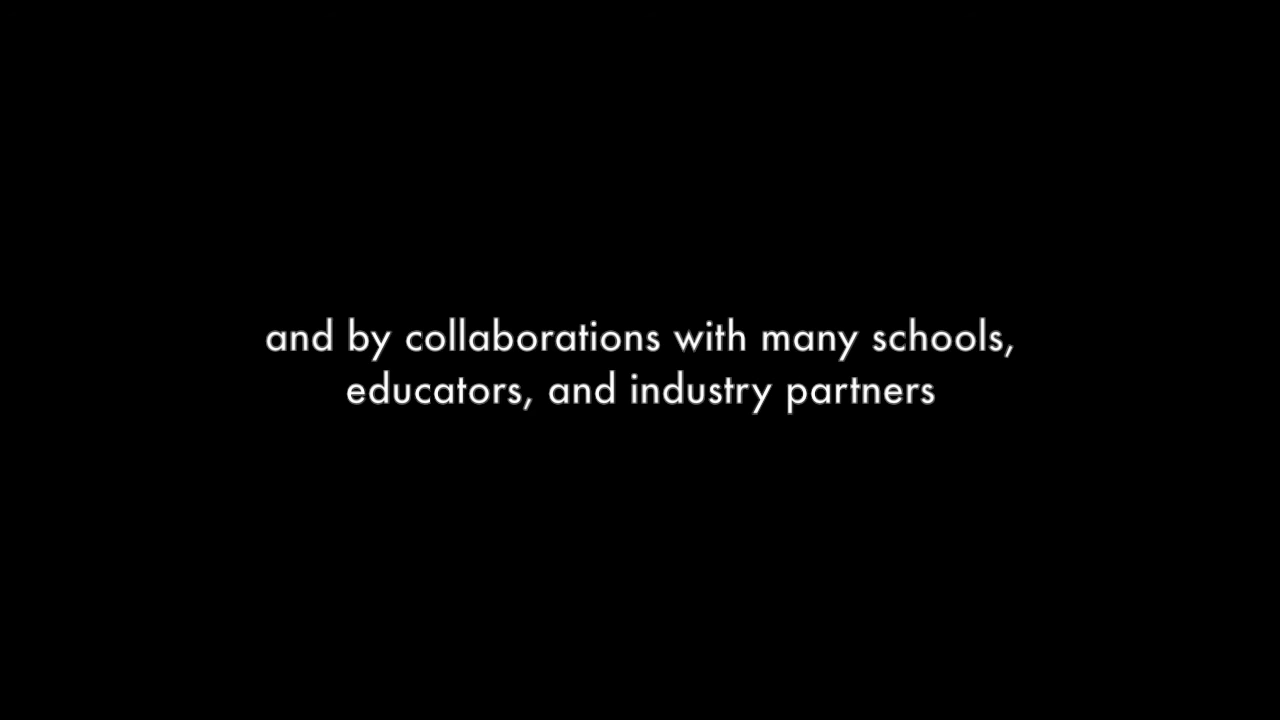 and by collaborations with many schools,
educators, and industry partners